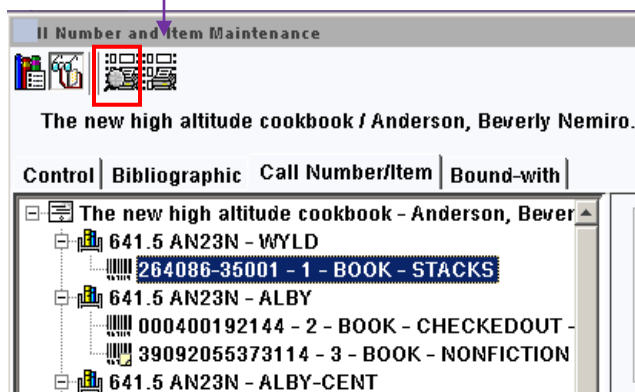 ll Number and Item Maintenance
The new high altitude cookbook / Anderson, Beverly Nemiro.
Control Bibliographic Call Number/Item Bound-with
The new high altitude cookbook - Anderson, Bever
641.5 AN23N - WYLD
264086-35001 - 1 - BOOK - STACKS
641.5 AN23N - ALBY
000400192144 - 2 - BOOK - CHECKEDOUT -
39092055373114 - 3 - BOOK - NONFICTION
641.5 AN23N - ALBY-CENT